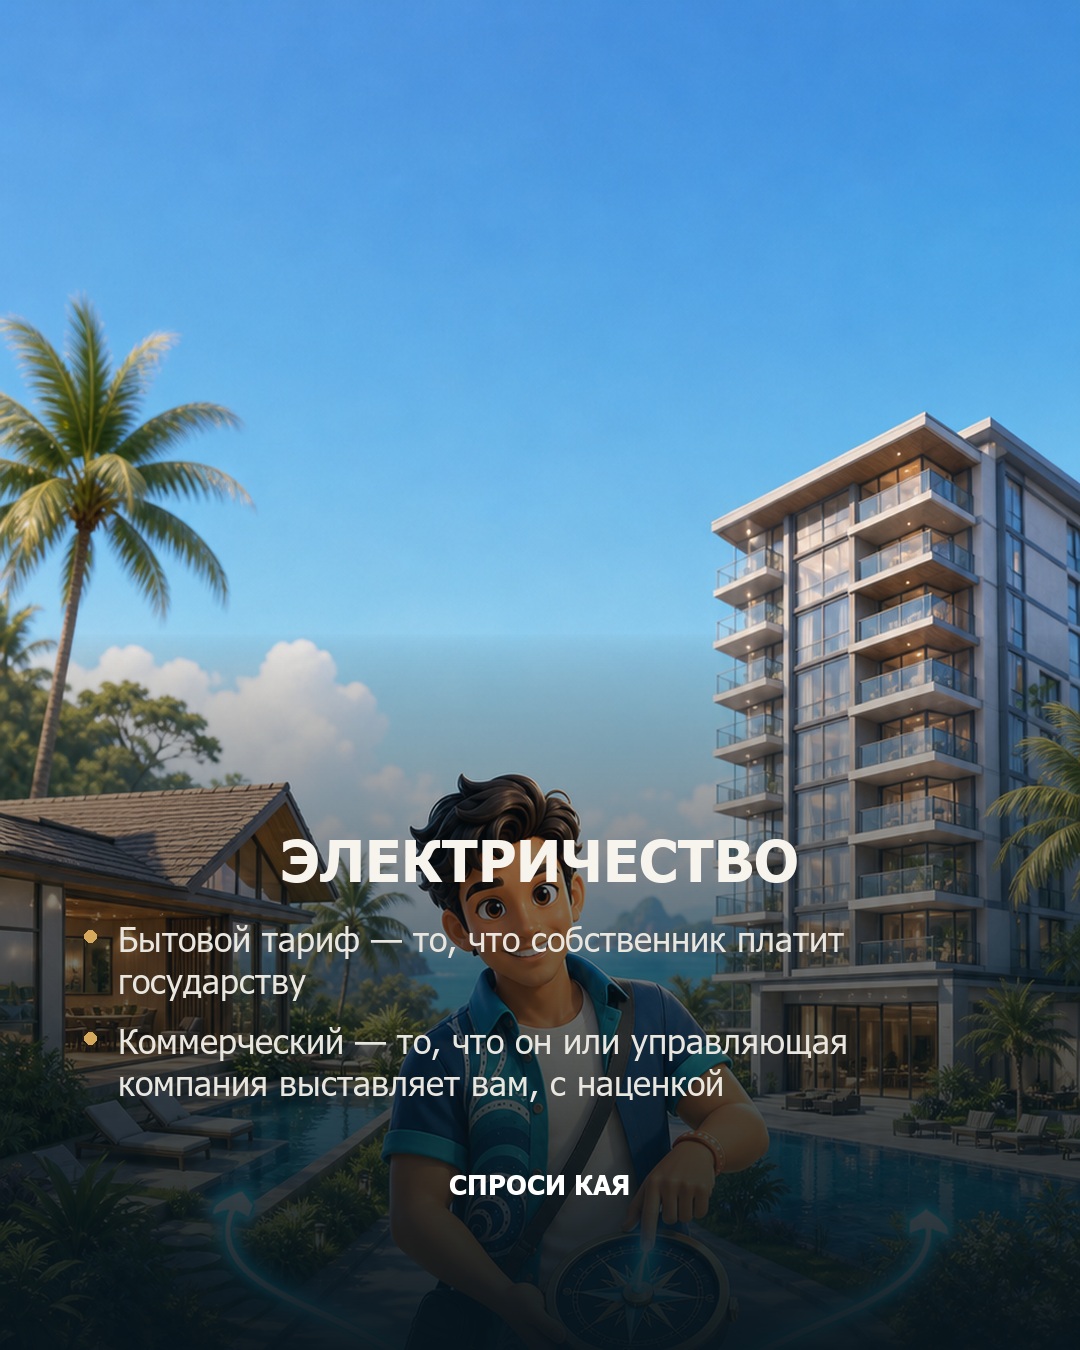 ЭЛЕКТРИЧЕСТВО
Бытовой тариф — то, что собственник платит
государству
Коммерческий — то, что он или управляющая
компания выставляет вам, с наценкой
СПРОСИ КАЯ